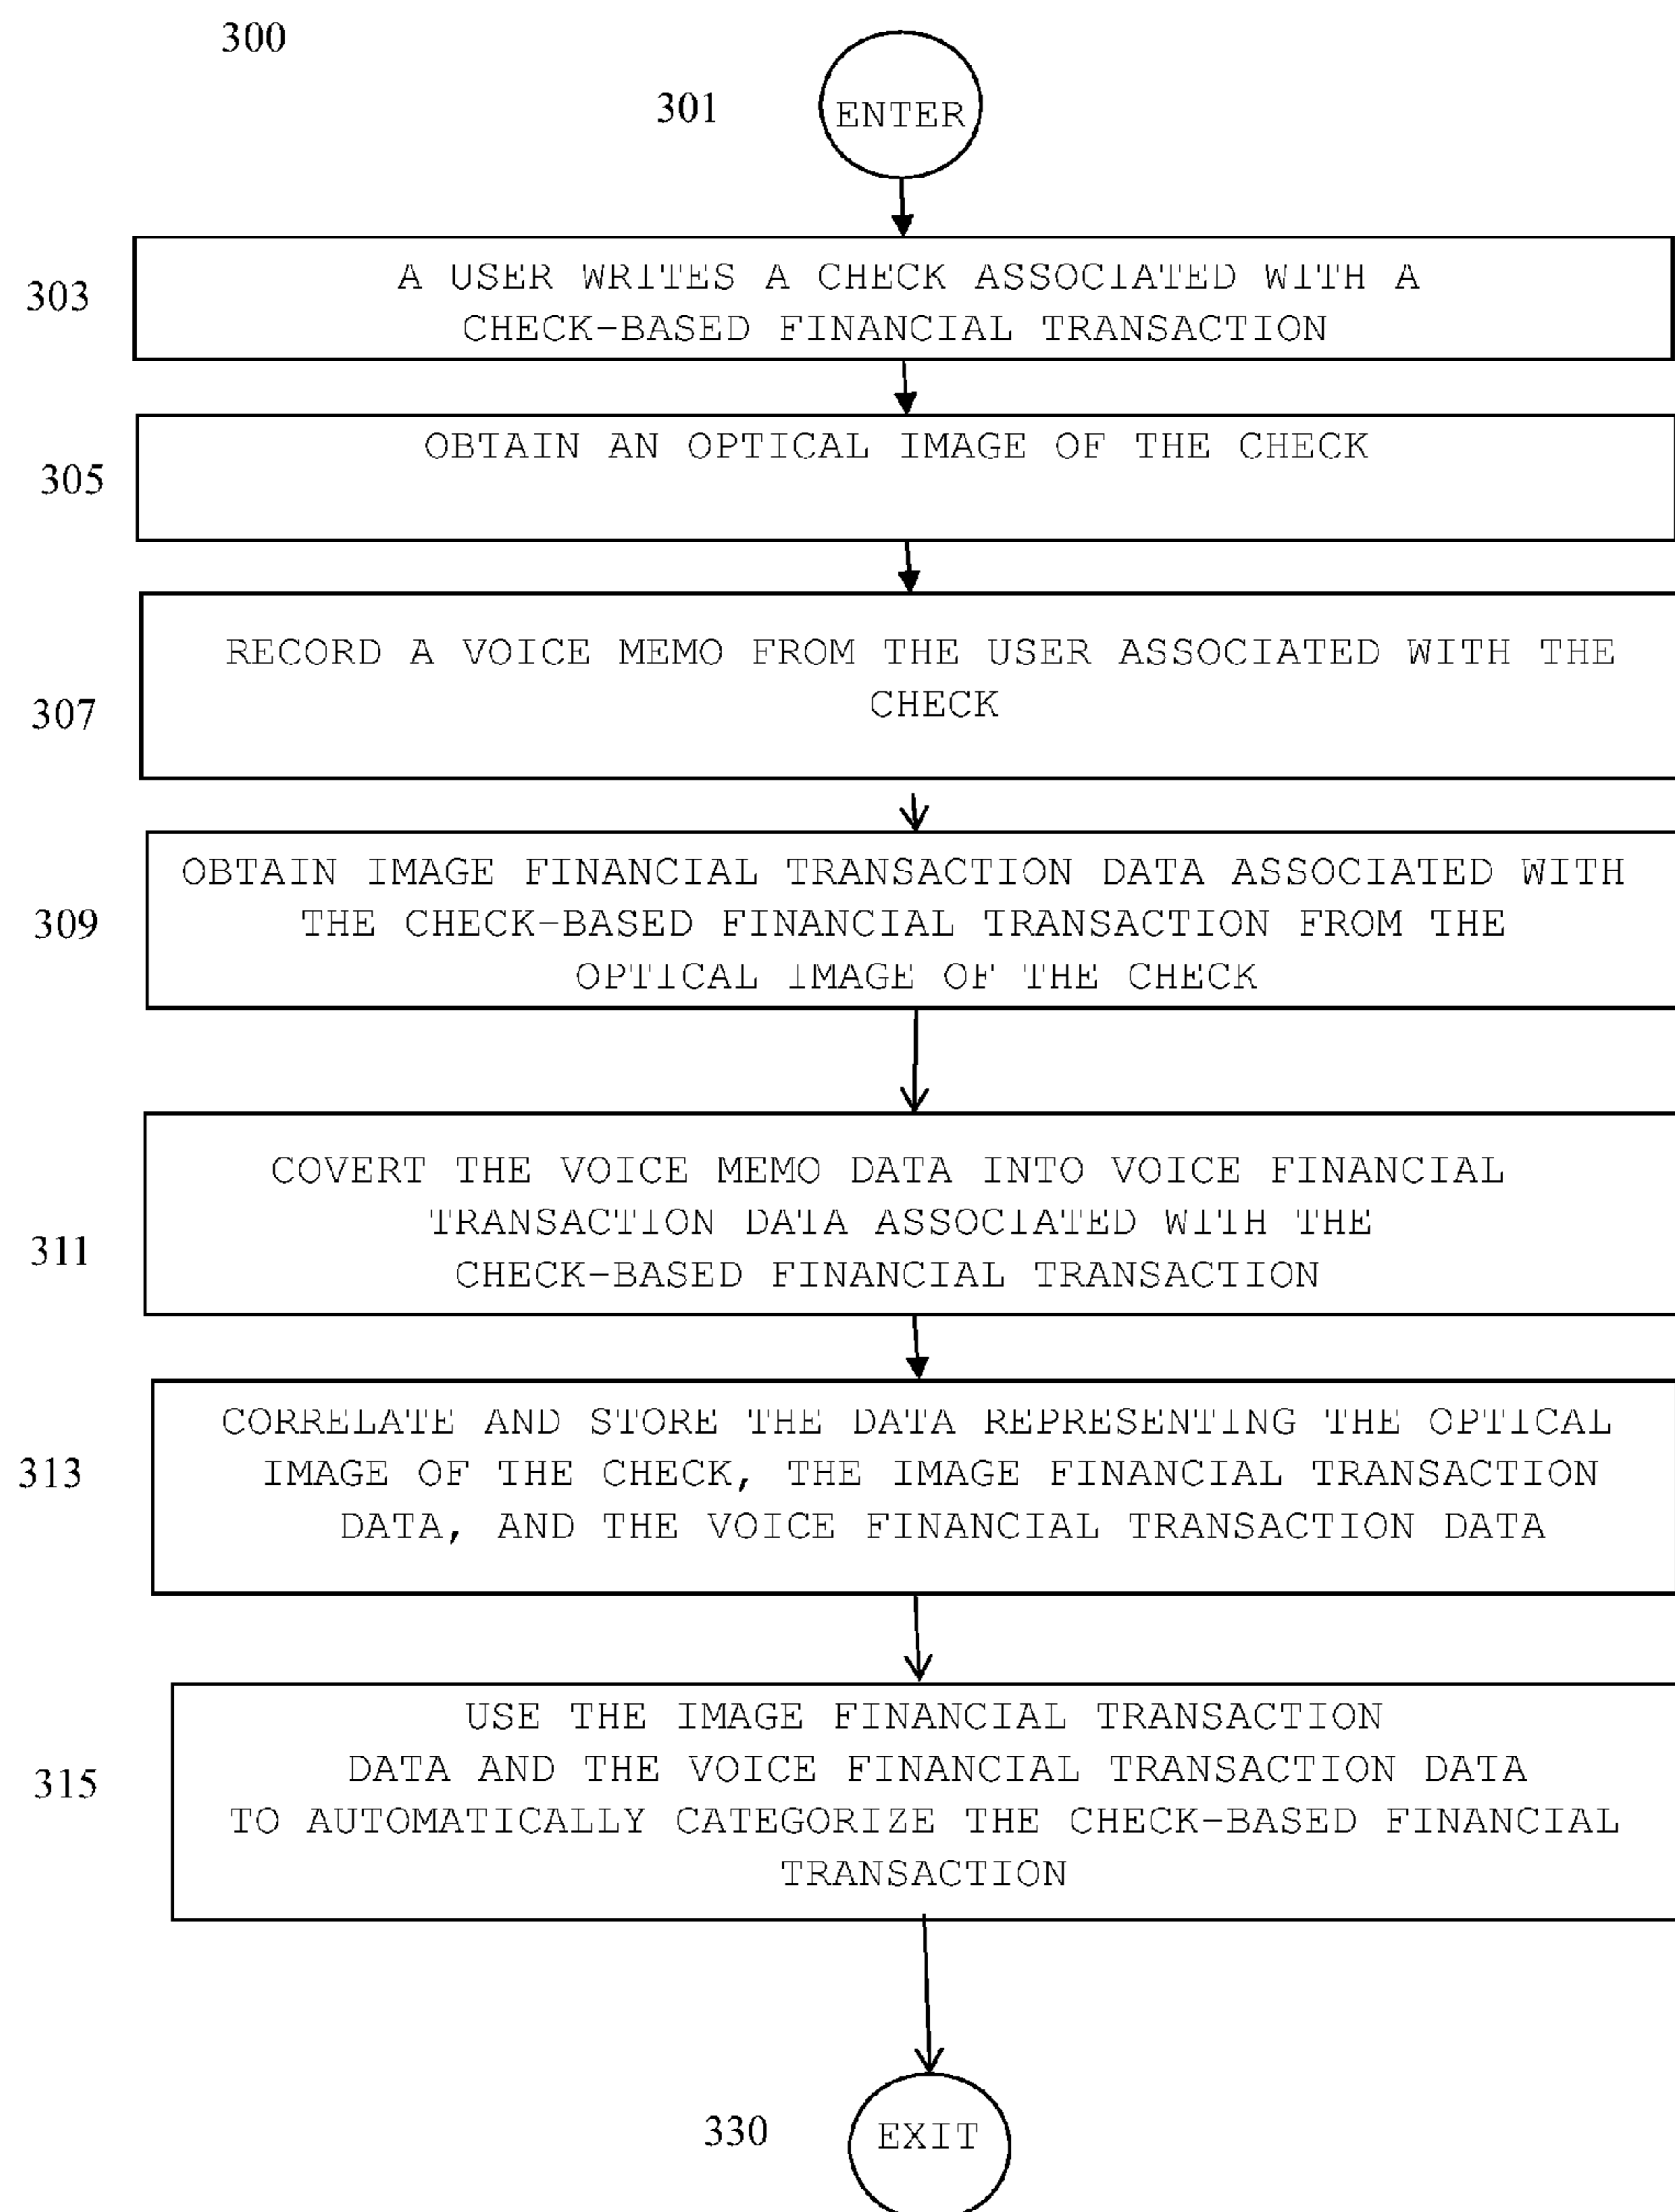 300
301
ENTER
303
A USER WRITES A CHECK ASSOCIATED WITH A
CHECK-BASED FINANCIAL TRANSACTION
305
OBTAIN AN OPTICAL IMAGE OF THE CHECK
307
RECORD A VOICE MEMO FROM THE USER ASSOCIATED WITH THE
CHECK
309
OBTAIN IMAGE FINANCIAL TRANSACTION DATA ASSOCIATED WITH
THE CHECK-BASED FINANCIAL TRANSACTION FROM THE
OPTICAL IMAGE OF THE CHECK
311
COVERT THE VOICE MEMO DATA INTO VOICE FINANCIAL
TRANSACTION DATA ASSOCIATED WITH THE
CHECK-BASED FINANCIAL TRANSACTION
313
CORRELATE AND STORE THE DATA REPRESENTING THE OPTICAL
IMAGE OF THE CHECK, THE IMAGE FINANCIAL TRANSACTION
DATA, AND THE VOICE FINANCIAL TRANSACTION DATA
315
USE THE IMAGE FINANCIAL TRANSACTION
DATA AND THE VOICE FINANCIAL TRANSACTION DATA
TO AUTOMATICALLY CATEGORIZE THE CHECK-BASED FINANCIAL
TRANSACTION
330
EXIT